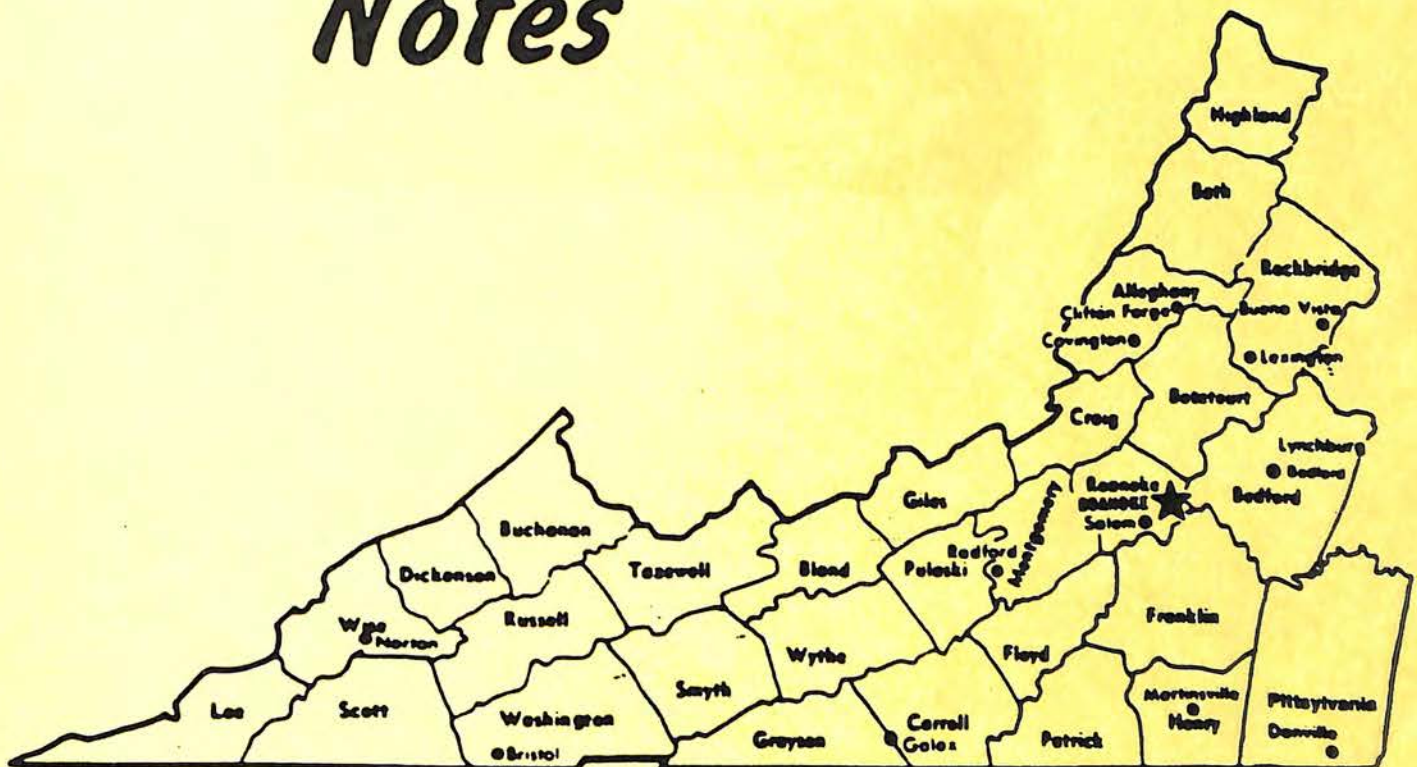 Notes
Highland
Bath
Rockbridge
Alleghany
Clifton Forge
Buena Vista
Covington
Lexington
Craig
Botetourt
Lynchburg
Bedford
Bedford
Roanoke
ROANOKE
Salem
Giles
Montgomery
Radford
Pulaski
Buchanan
Dickenson
Tazewell
Bland
Wise
Norton
Russell
Franklin
Wythe
Floyd
Smyth
Lee
Scott
Washington
Bristol
Grayson
Carroll
Galax
Patrick
Martinsville
Henry
Pittsylvania
Danville